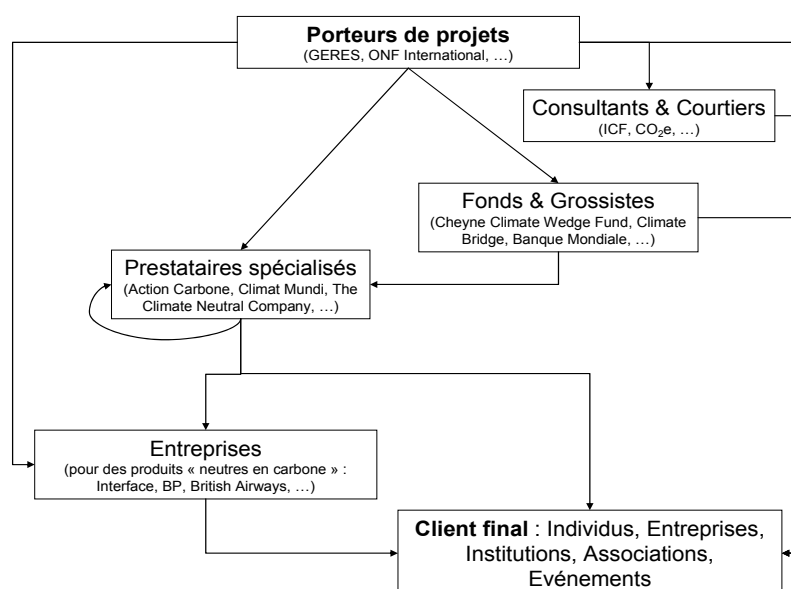 Porteurs de projets
(GERES, ONF International, …)
Consultants & Courtiers
(ICF, CO₂e, …)
Fonds & Grossistes
(Cheyne Climate Wedge Fund, Climate
Bridge, Banque Mondiale, …)
Prestataires spécialisés
(Action Carbone, Climat Mundi, The
Climate Neutral Company, …)
Entreprises
(pour des produits « neutres en carbone » :
Interface, BP, British Airways, …)
Client final : Individus, Entreprises,
Institutions, Associations,
Evénements